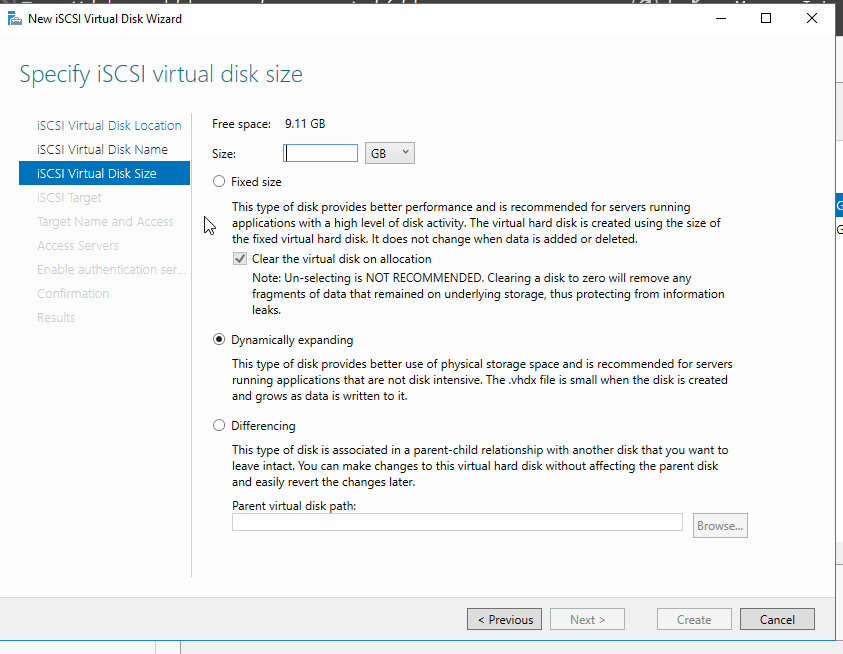 New iSCSI Virtual Disk Wizard
Specify iSCSI virtual disk size
iSCSI Virtual Disk Location
iSCSI Virtual Disk Name
iSCSI Virtual Disk Size
iSCSI Target
Target Name and Access
Access Servers
Enable authentication ser...
Confirmation
Results
Free space: 9.11 GB
Size: GB
Fixed size
This type of disk provides better performance and is recommended for servers running
applications with a high level of disk activity. The virtual hard disk is created using the size of
the fixed virtual hard disk. It does not change when data is added or deleted.
Clear the virtual disk on allocation
Note: Un-selecting is NOT RECOMMENDED. Clearing a disk to zero will remove any
fragments of data that remained on underlying storage, thus protecting from information
leaks.
Dynamically expanding
This type of disk provides better use of physical storage space and is recommended for servers
running applications that are not disk intensive. The .vhdx file is small when the disk is created
and grows as data is written to it.
Differencing
This type of disk is associated in a parent-child relationship with another disk that you want to
leave intact. You can make changes to this virtual hard disk without affecting the parent disk
and easily revert the changes later.
Parent virtual disk path:
Browse...
< Previous
Next >
Create
Cancel